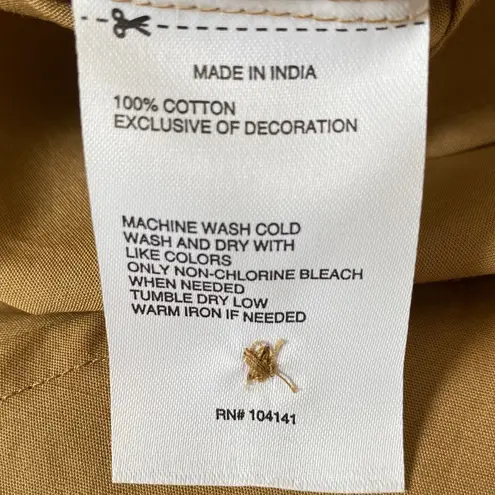 MADE IN INDIA
100% COTTON
EXCLUSIVE OF DECORATION
MACHINE WASH COLD
WASH AND DRY WITH
LIKE COLORS
ONLY NON-CHLORINE BLEACH
WHEN NEEDED
TUMBLE DRY LOW
WARM IRON IF NEEDED
RN# 104141